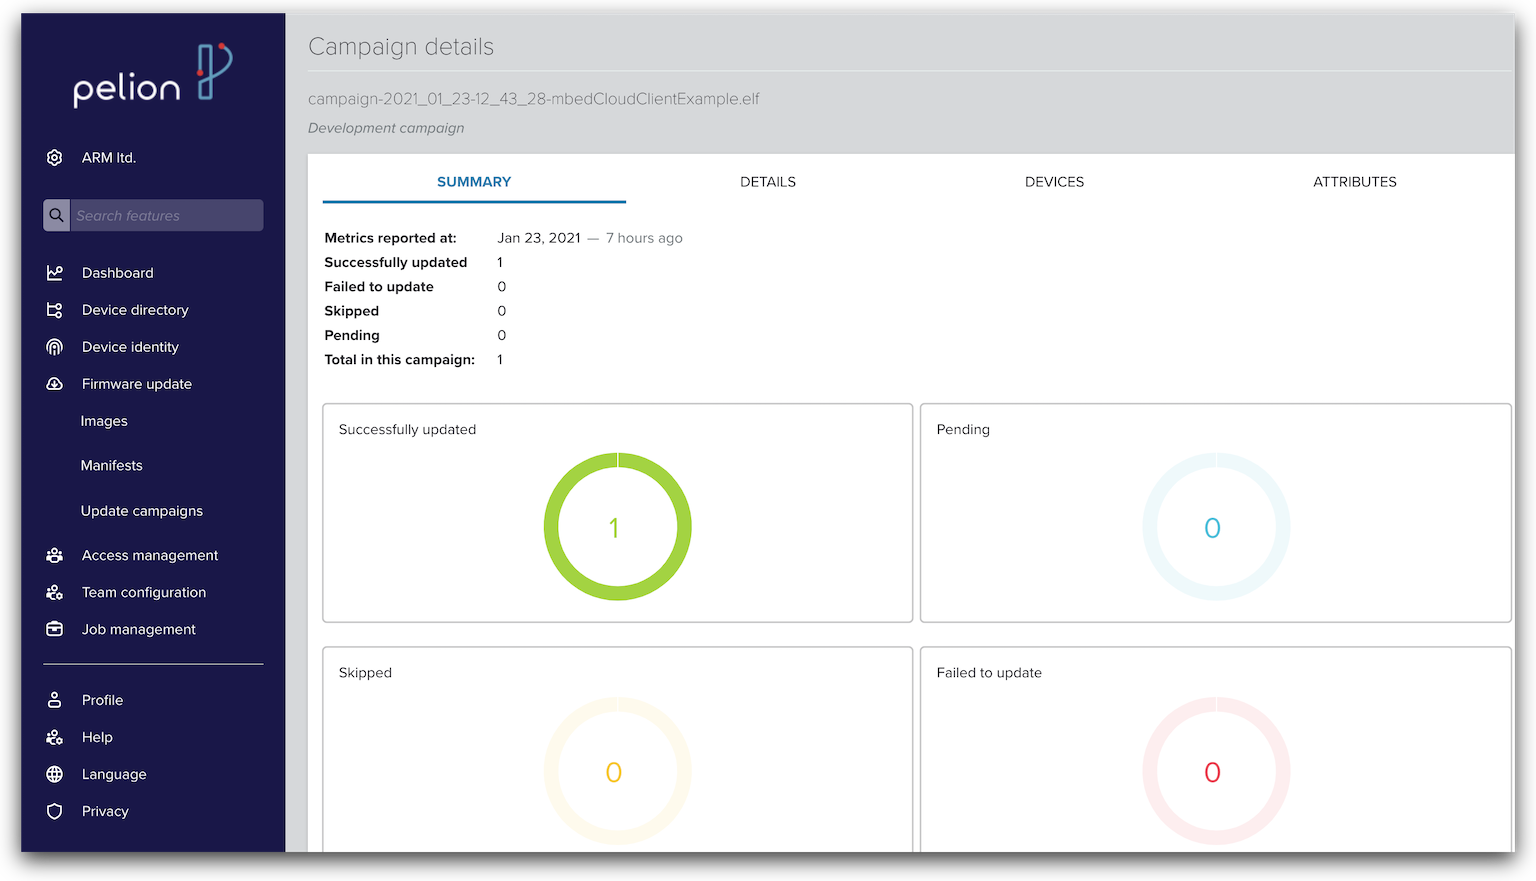 pelion
ARM ltd.
Search features
Dashboard
Device directory
Device identity
Firmware update
Images
Manifests
Update campaigns
Access management
Team configuration
Job management
Profile
Help
Language
Privacy
Campaign details
campaign-2021_01_23-12_43_28-mbedCloudClientExample.elf
Development campaign
SUMMARY DETAILS DEVICES ATTRIBUTES
Metrics reported at: Jan 23, 2021 — 7 hours ago
Successfully updated 1
Failed to update 0
Skipped 0
Pending 0
Total in this campaign: 1
Successfully updated
1
Pending
0
Skipped
0
Failed to update
0